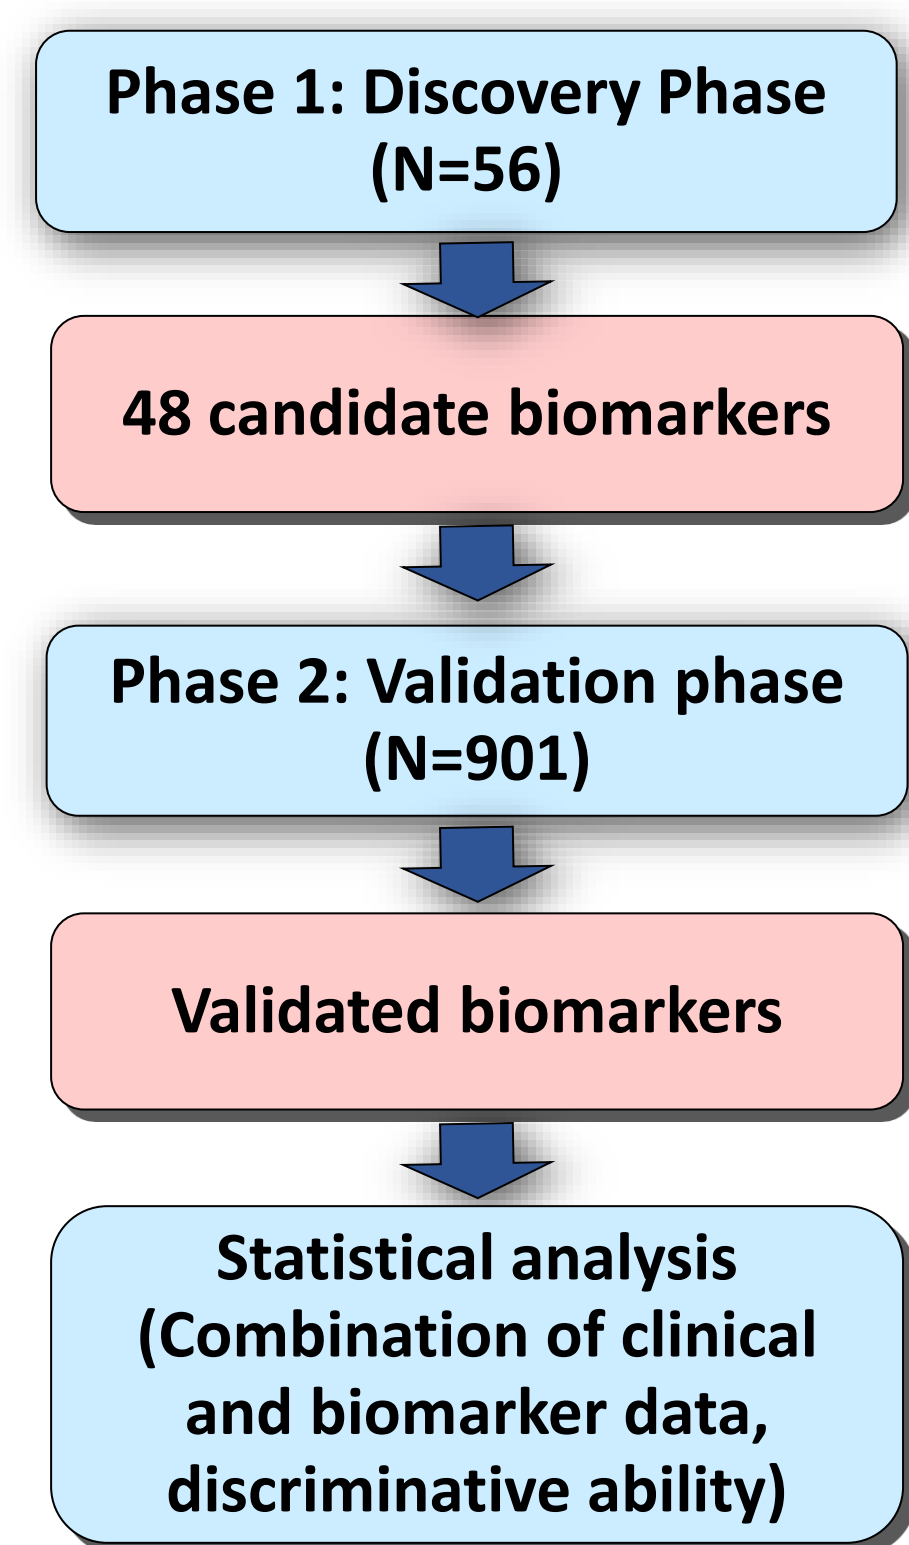 Phase 1: Discovery Phase
(N=56)
48 candidate biomarkers
Phase 2: Validation phase
(N=901)
Validated biomarkers
Statistical analysis
(Combination of clinical
and biomarker data,
discriminative ability)